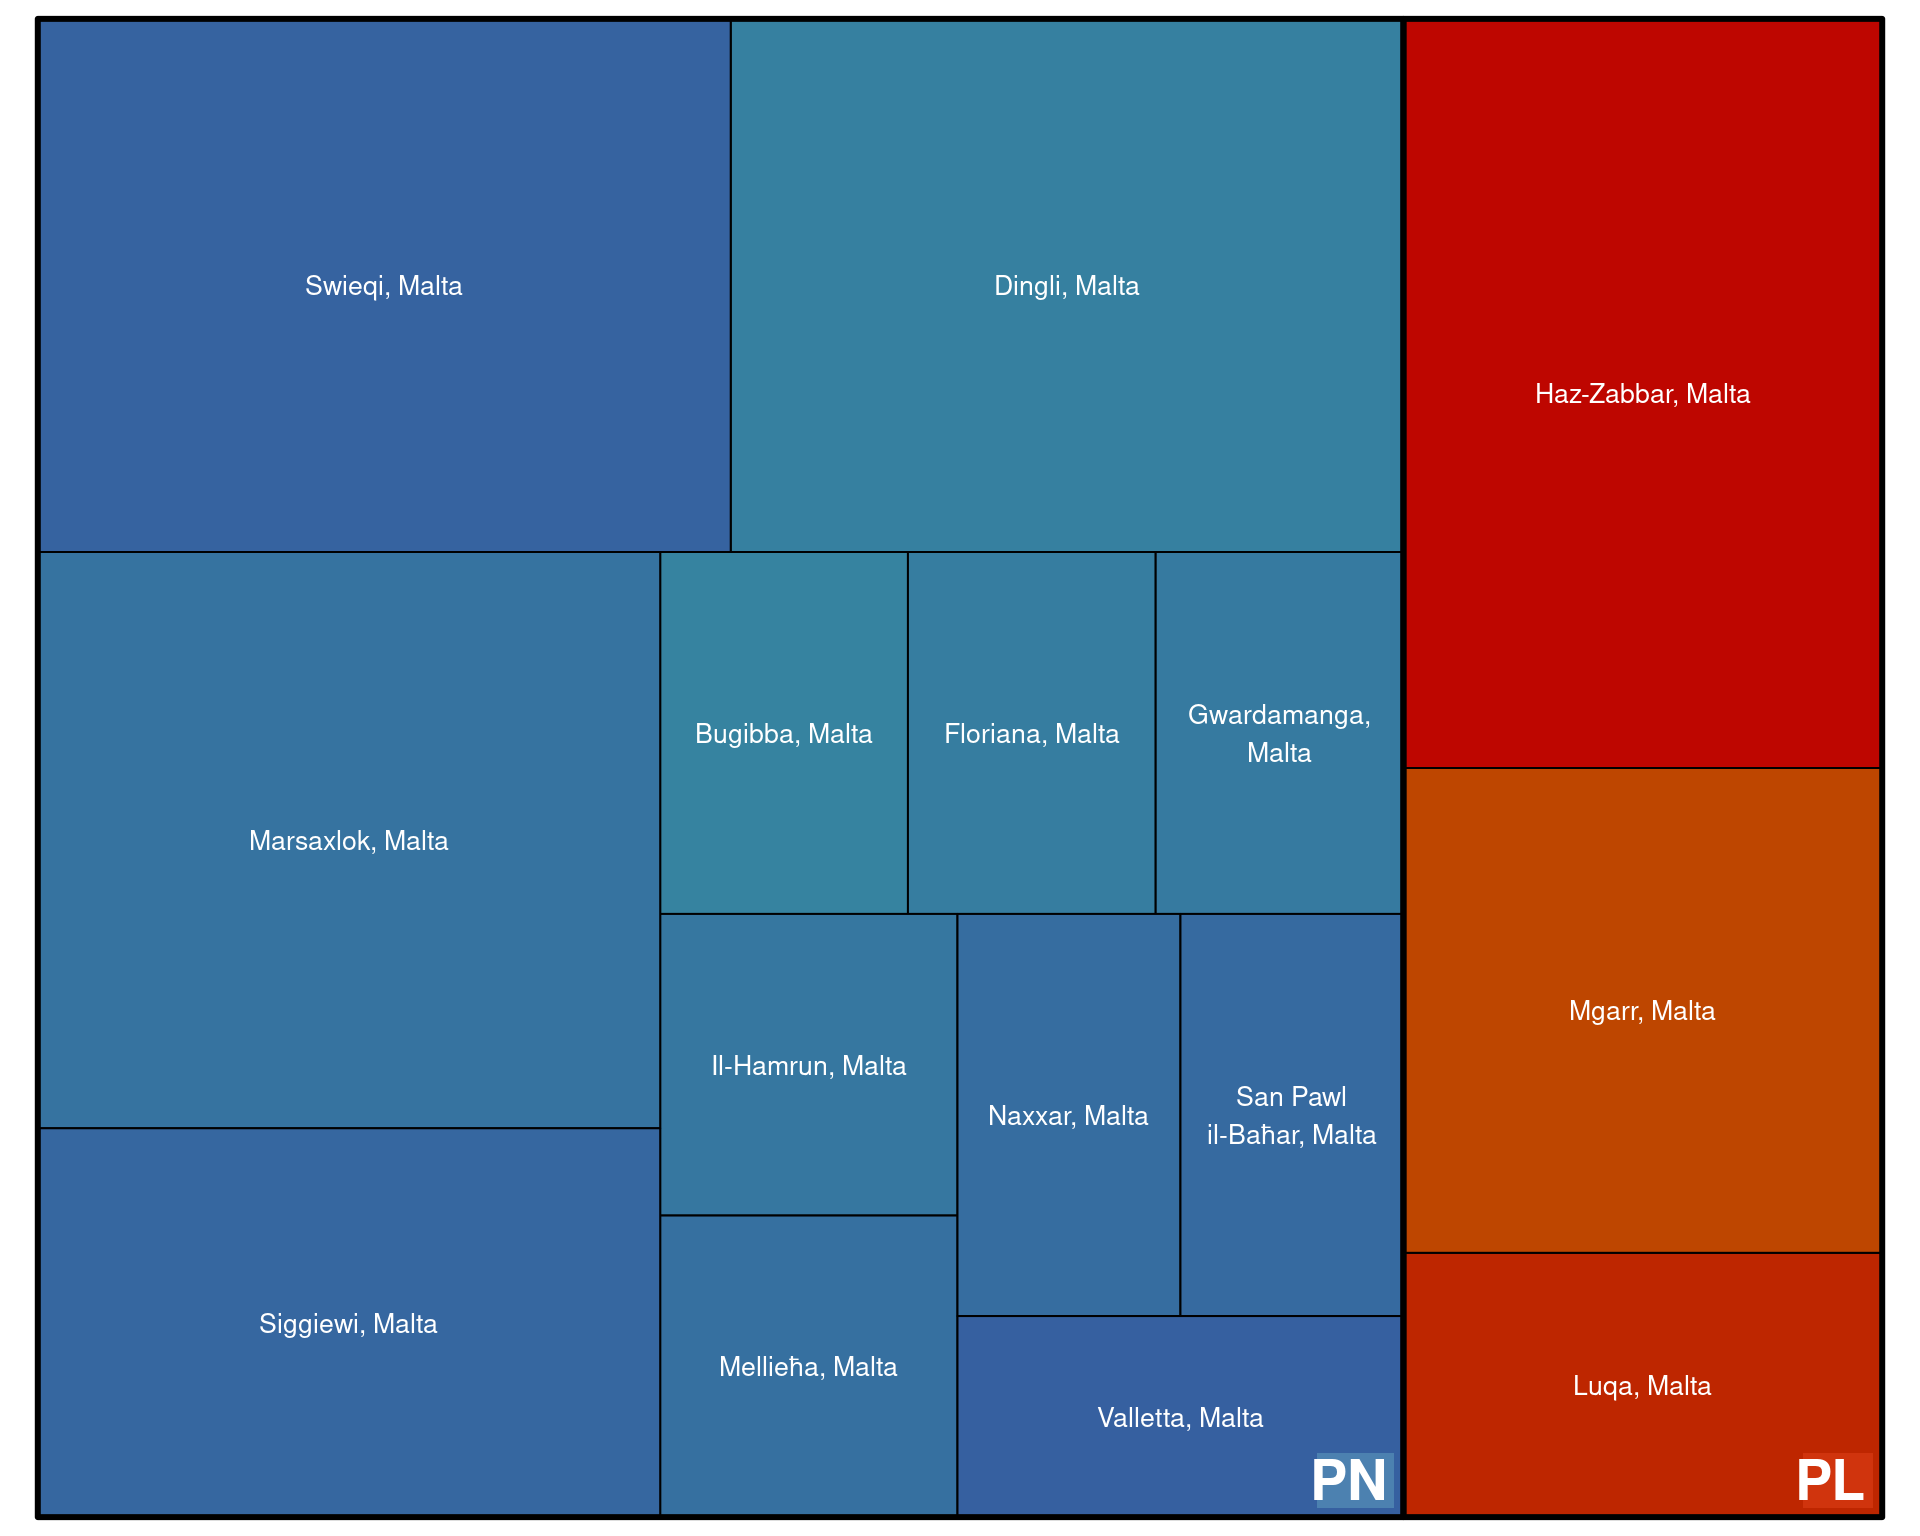 Swieqi, Malta
Dingli, Malta
Haz-Zabbar, Malta
Marsaxlok, Malta
Bugibba, Malta
Floriana, Malta
Gwardamanga,
Malta
Mgarr, Malta
Il-Hamrun, Malta
Naxxar, Malta
San Pawl
il-Baħar, Malta
Siggiewi, Malta
Mellieħa, Malta
Valletta, Malta
Luqa, Malta
PN
PL